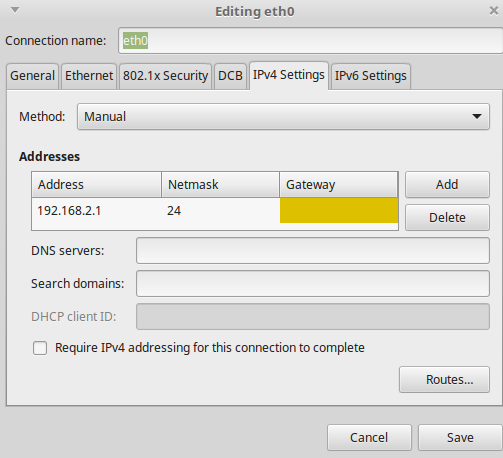 Editing eth0
Connection name: eth0
General Ethernet 802.1x Security DCB IPv4 Settings IPv6 Settings
Method: Manual
Addresses
Address Netmask Gateway Add
192.168.2.1 24 Delete
DNS servers:
Search domains:
DHCP client ID:
Require IPv4 addressing for this connection to complete
Routes...
Cancel Save